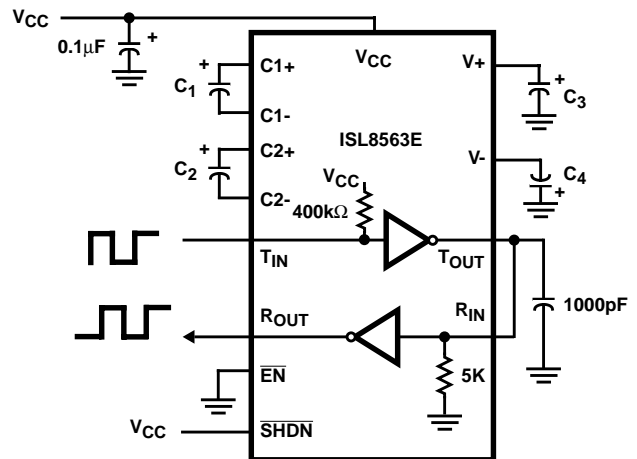 VCC
0.1µF +
VCC
+ C1 C1+
C1-
+ C2 C2+
C2-
V+
+ C3
V-
C4 +
ISL8563E
VCC
400kΩ
TIN
TOUT
ROUT
RIN
1000pF
5K
EN
VCC
SHDN